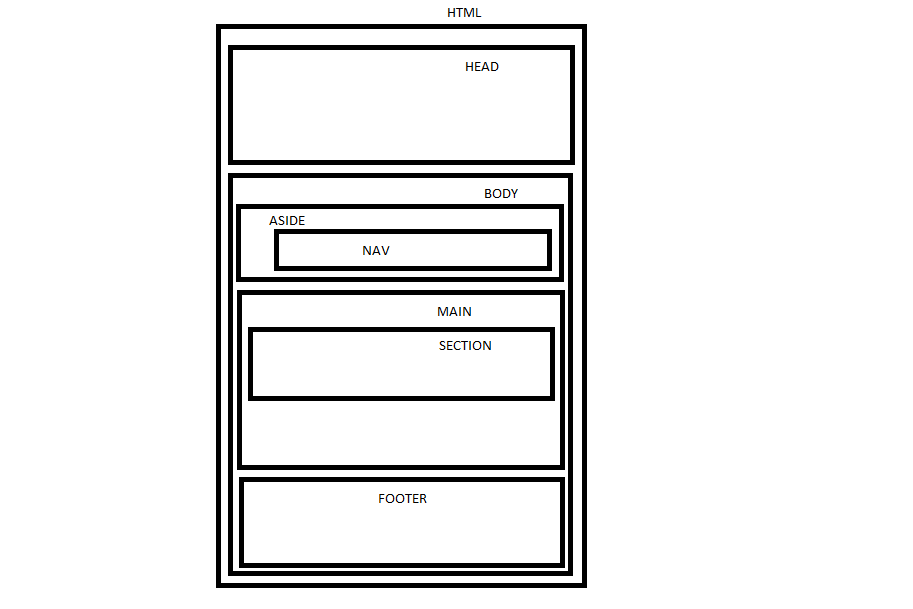 HTML
HEAD
BODY
ASIDE
NAV
MAIN
SECTION
FOOTER